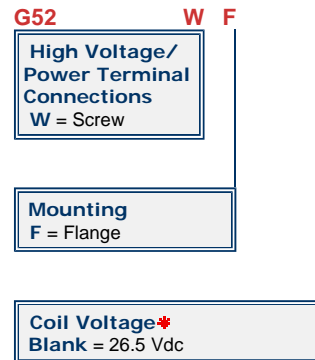 G52 W F
High Voltage/
Power Terminal
Connections
W = Screw
Mounting
F = Flange
Coil Voltage*
Blank = 26.5 Vdc